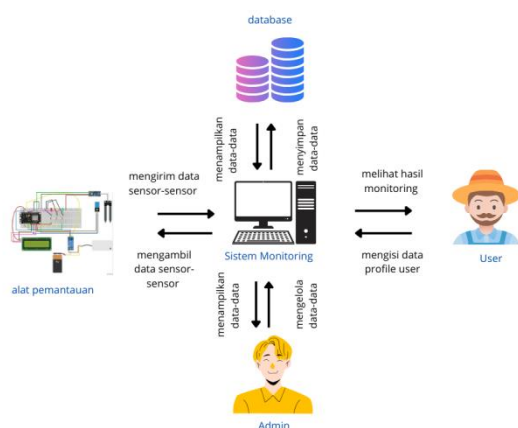 database
menampilkan
data-data
menyimpan
data-data
mengirim data
sensor-sensor
melihat hasil
monitoring
mengambil
data sensor-
sensor
Sistem Monitoring
mengisi data
profile user
User
alat pemantauan
menampilkan
data-data
mengelola
data-data
Admin